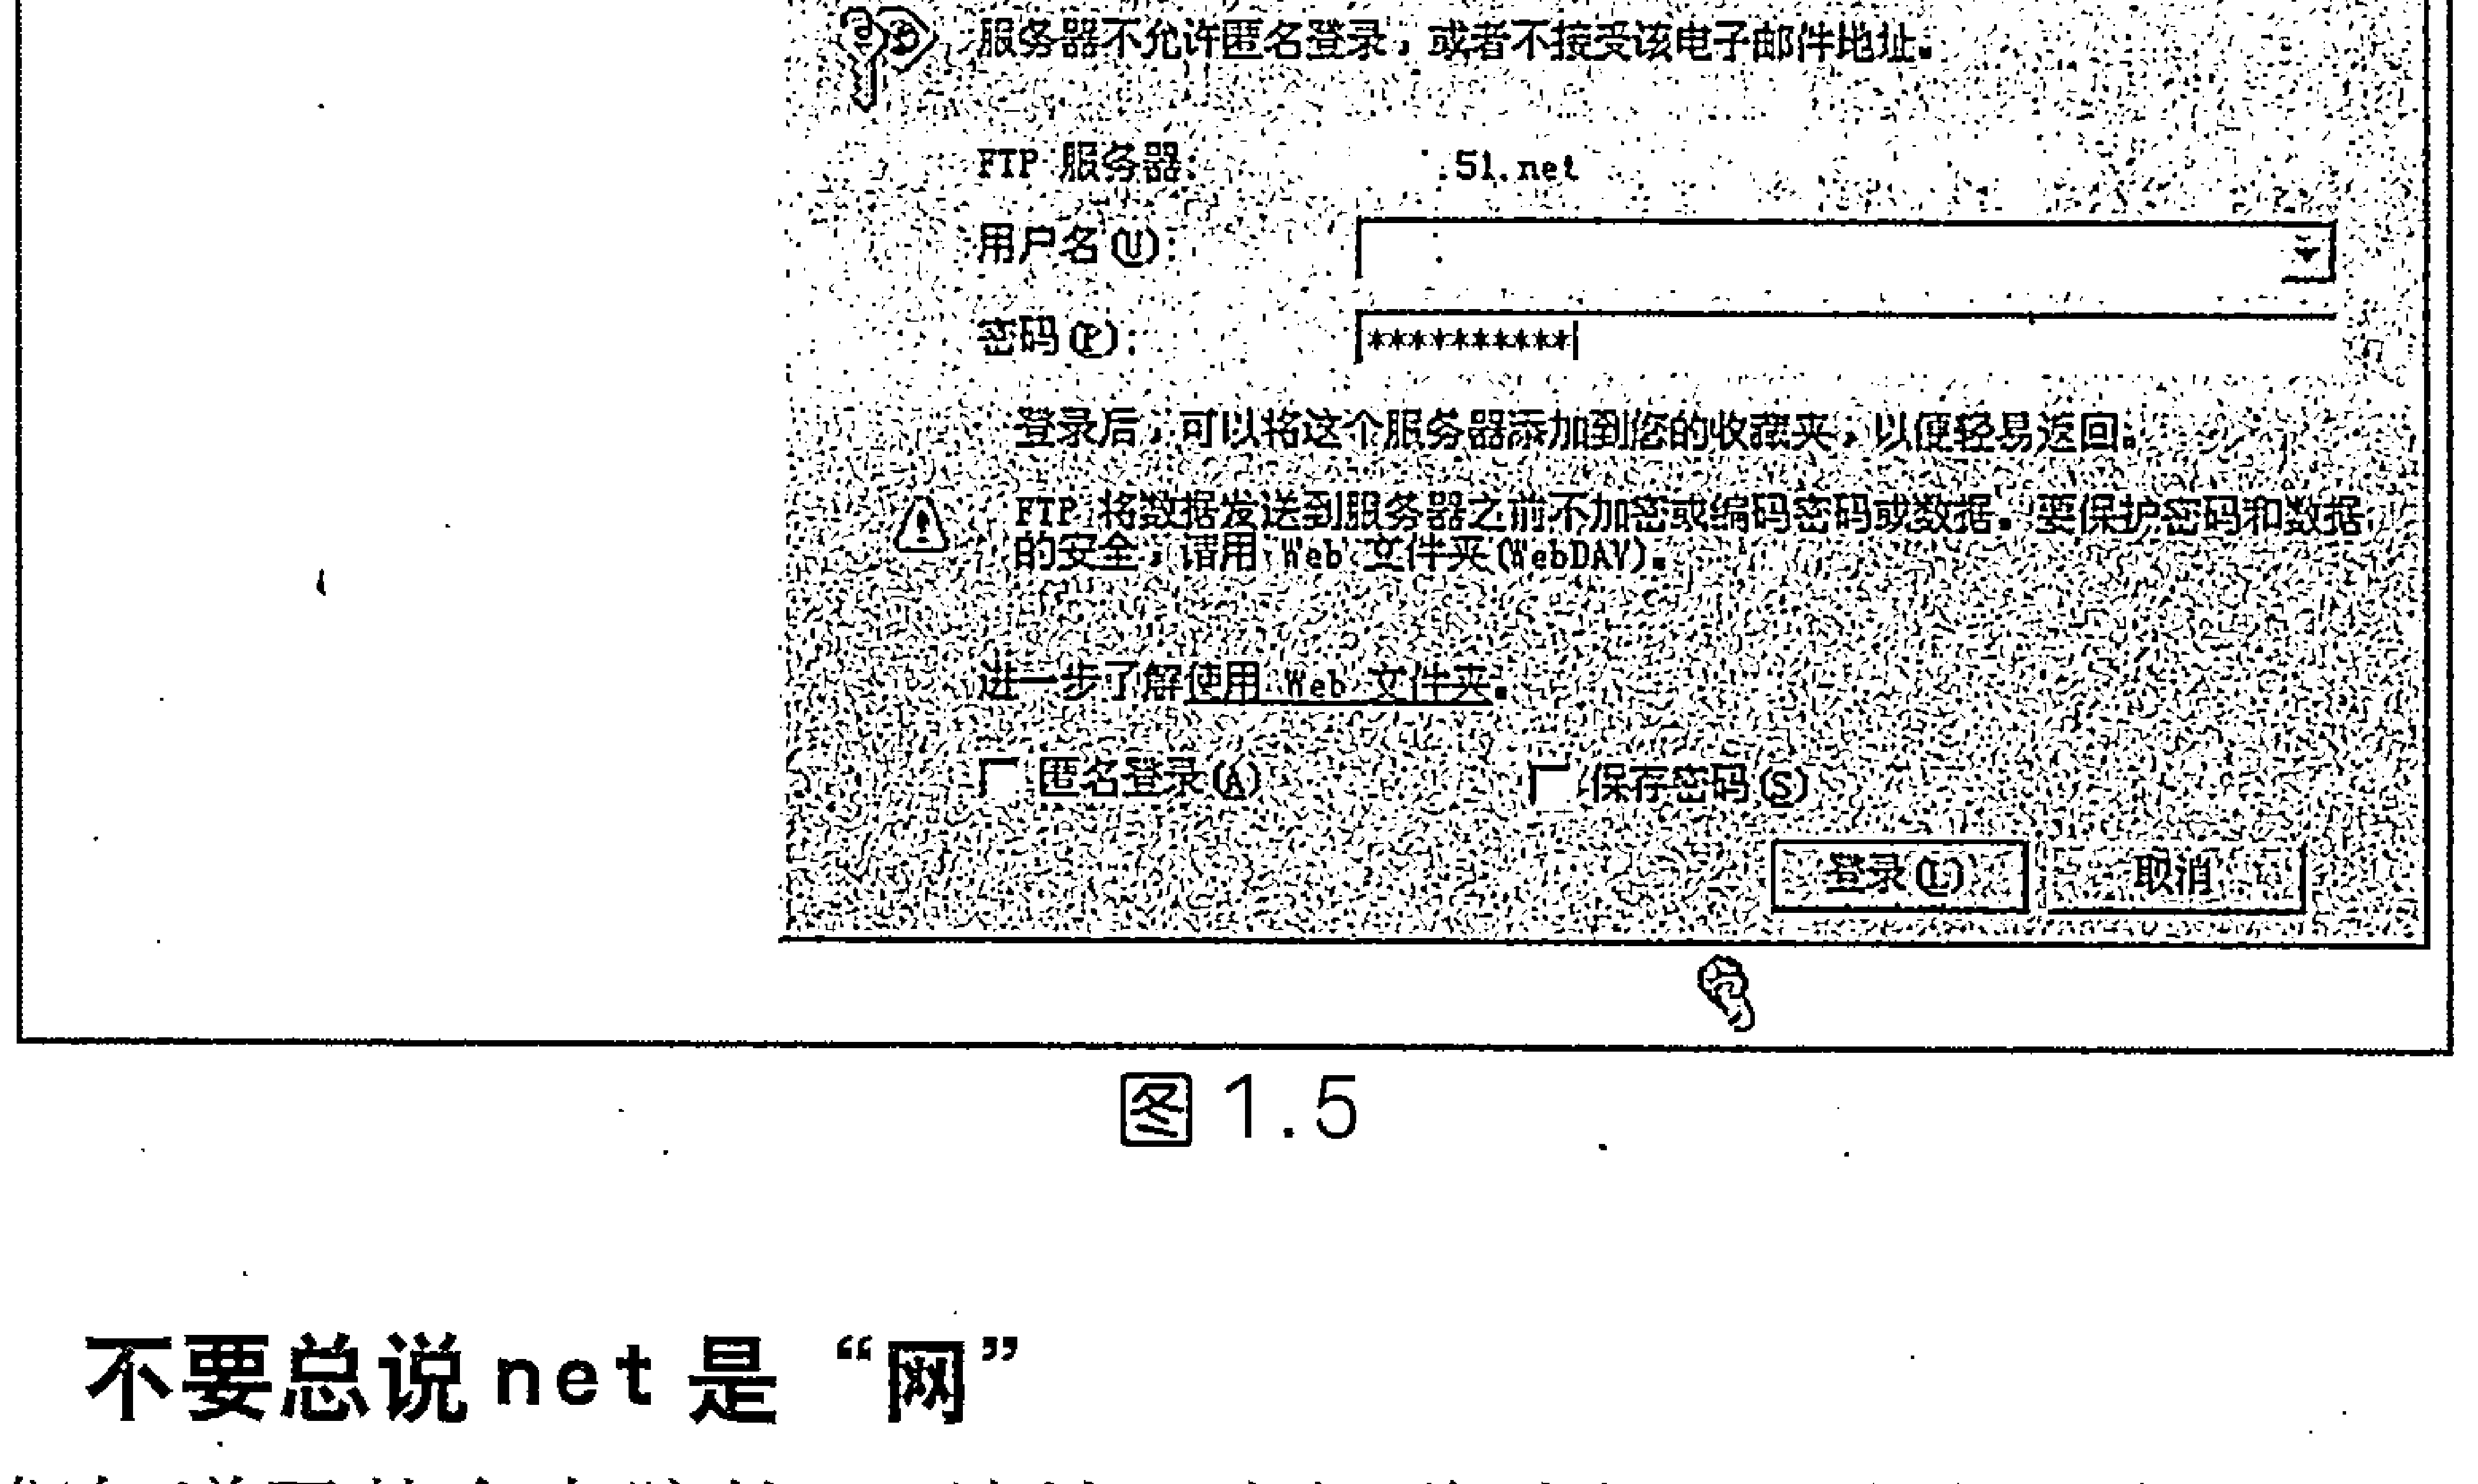 服务器不允许匿名登录，或者不接受该电子邮件地址。
FTP 服务器: .51.net
用户名(U):
密码(P): **********
登录后，可以将这个服务器添加到您的收藏夹，以便轻易返回。
FTP 将数据发送到服务器之前不加密或编码密码或数据。要保护密码和数据
的安全，请用 Web 文件夹(WebDAV)。
进一步了解使用 Web 文件夹。
匿名登录(A) 保存密码(S)
登录(L) 取消
图 1.5
不要总说 net 是 “网”